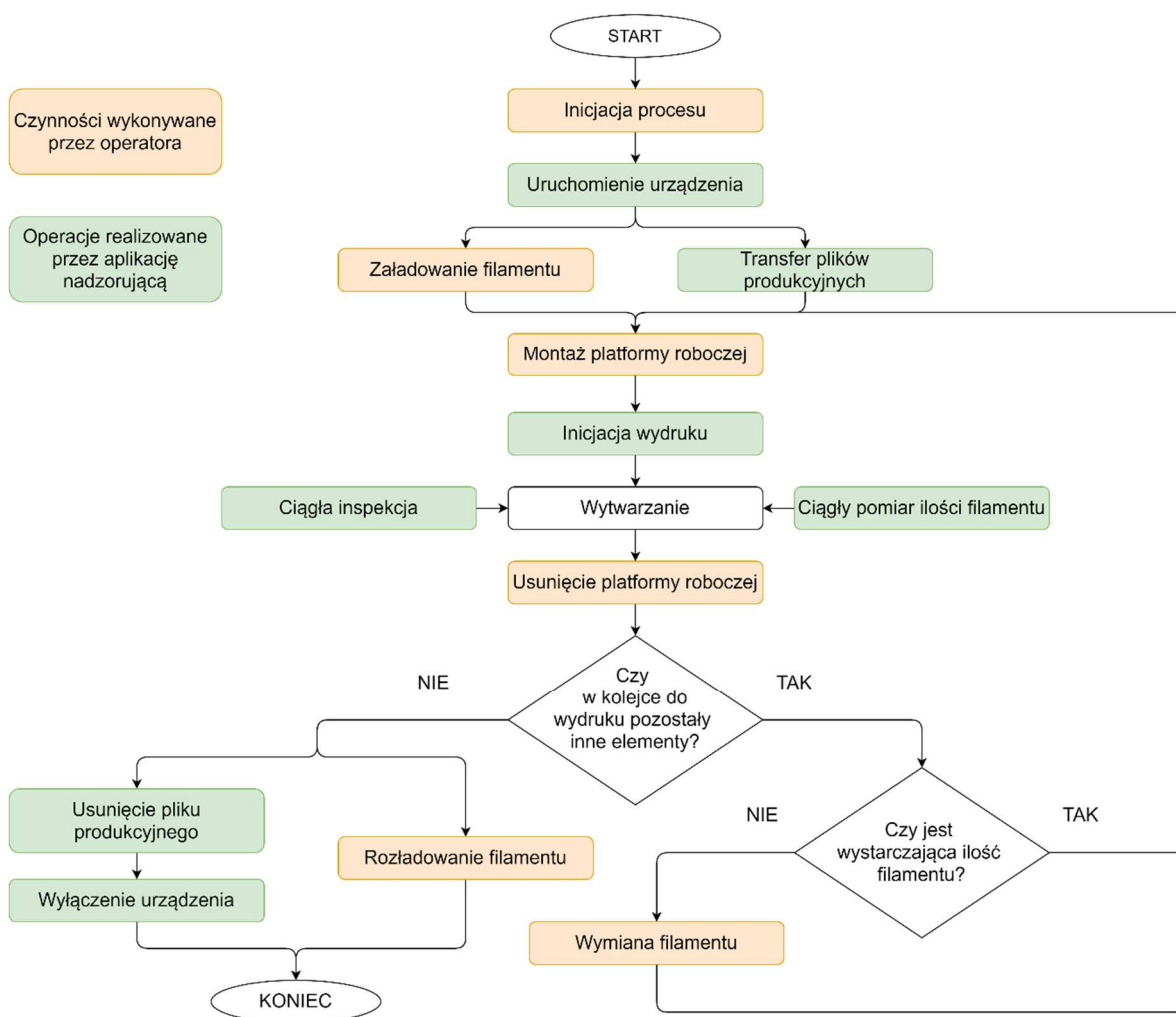 START
Czynności wykonywane
przez operatora
Inicjacja procesu
Uruchomienie urządzenia
Operacje realizowane
przez aplikację
nadzorującą
Załadowanie filamentu
Transfer plików
produkcyjnych
Montaż platformy roboczej
Inicjacja wydruku
Ciągła inspekcja
Wytwarzanie
Ciągły pomiar ilości filamentu
Usunięcie platformy roboczej
NIE
Czy
w kolejce do
wydruku pozostały
inne elementy?
TAK
Usunięcie pliku
produkcyjnego
Rozładowanie filamentu
NIE
Czy jest
wystarczająca ilość
filamentu?
TAK
Wyłączenie urządzenia
Wymiana filamentu
KONIEC